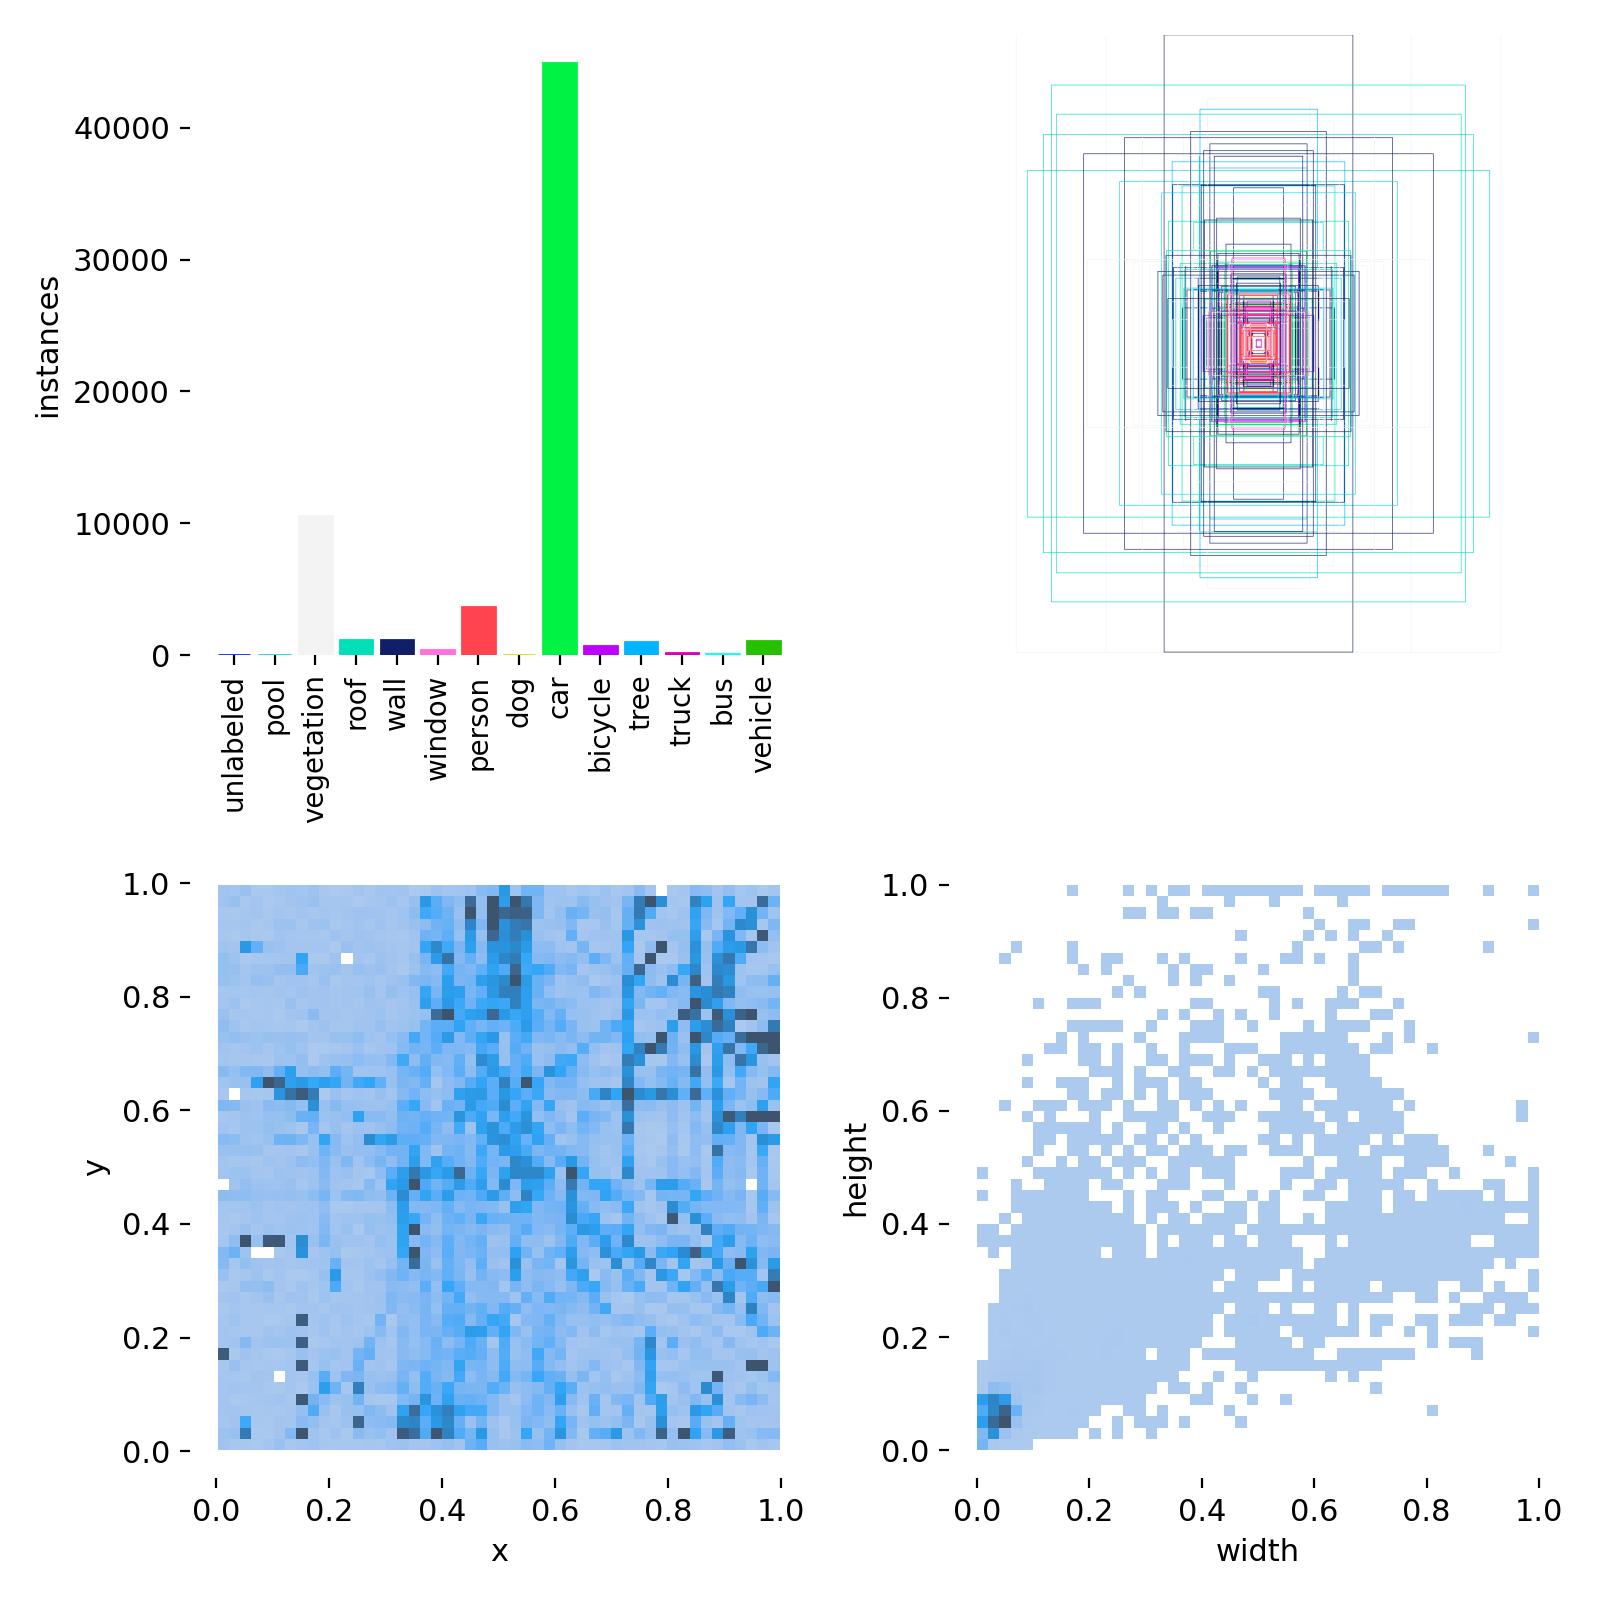 instances
40000
30000
20000
10000
0
unlabeled
pool
vegetation
roof
wall
window
person
dog
car
bicycle
tree
truck
bus
vehicle
y
1.0
0.8
0.6
0.4
0.2
0.0
0.0 0.2 0.4 0.6 0.8 1.0
x
height
1.0
0.8
0.6
0.4
0.2
0.0
0.0 0.2 0.4 0.6 0.8 1.0
width